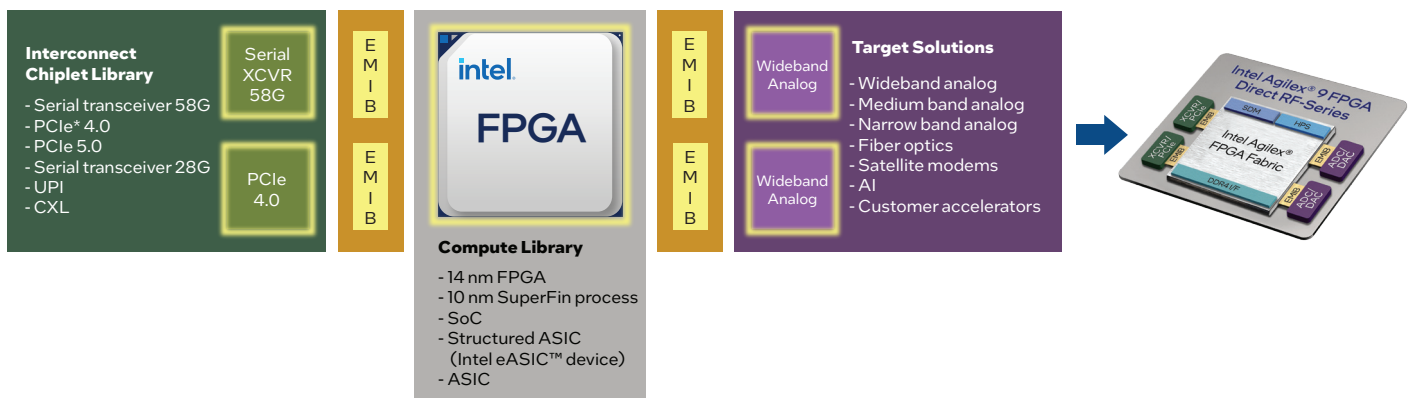 Interconnect
Chiplet Library
- Serial transceiver 58G
- PCIe* 4.0
- PCIe 5.0
- Serial transceiver 28G
- UPI
- CXL
Serial
XCVR
58G
PCIe
4.0
E
M
I
B
E
M
I
B
intel.
FPGA
Compute Library
- 14 nm FPGA
- 10 nm SuperFin process
- SoC
- Structured ASIC
(Intel eASIC™ device)
- ASIC
E
M
I
B
E
M
I
B
Wideband
Analog
Wideband
Analog
Target Solutions
- Wideband analog
- Medium band analog
- Narrow band analog
- Fiber optics
- Satellite modems
- AI
- Customer accelerators
Intel Agilex® 9 FPGA
Direct RF-Series
SDM
HPS
XCVR/
PCIe
EMIB
XCVR/
PCIe
EMIB
Intel Agilex®
FPGA Fabric
DDR4 I/F
EMIB
ADC/
DAC
EMIB
ADC/
DAC